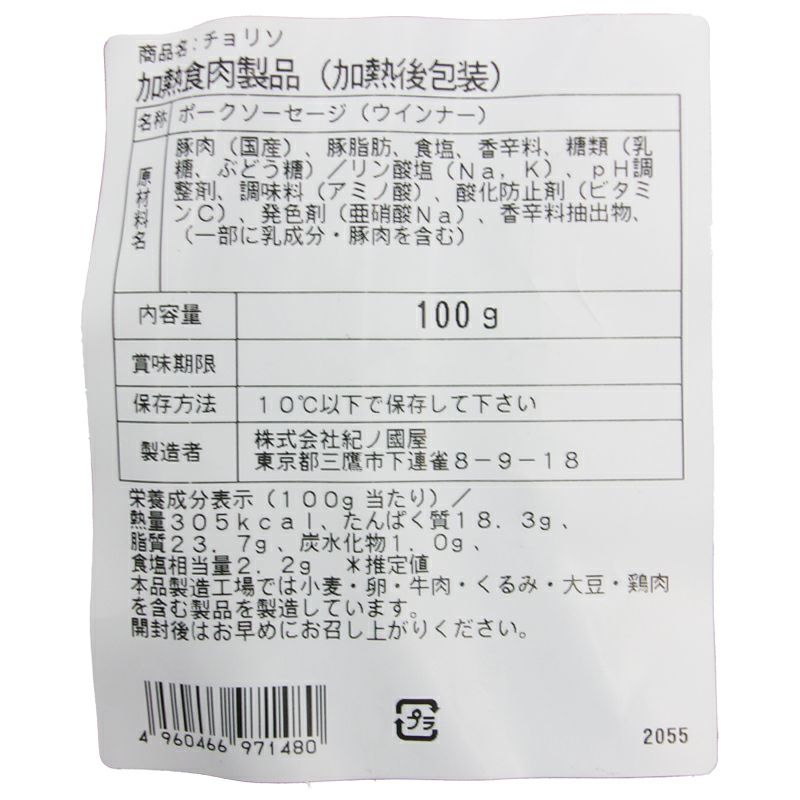 商品名:チョリソ
加熱食肉製品（加熱後包装）
名称 ポークソーセージ（ウインナー）
原材料名
豚肉（国産）、豚脂肪、食塩、香辛料、糖類（乳
糖、ぶどう糖）／リン酸塩（Ｎａ，Ｋ）、ｐＨ調
整剤、調味料（アミノ酸）、酸化防止剤（ビタミ
ンＣ）、発色剤（亜硝酸Ｎａ）、香辛料抽出物、
（一部に乳成分・豚肉を含む）
内容量 100ｇ
賞味期限
保存方法 １０℃以下で保存して下さい
製造者 株式会社紀ノ國屋
東京都三鷹市下連雀８－９－１８
栄養成分表示（１００g 当たり）／
熱量３０５ｋｃａｌ、たんぱく質１８．３g、
脂質２３．７g、炭水化物１．０g、
食塩相当量２．２g ＊推定値
本品製造工場では小麦・卵・牛肉・くるみ・大豆・鶏肉
を含む製品を製造しています。
開封後はお早めにお召し上がりください。
4 960466 971480
プラ
2055